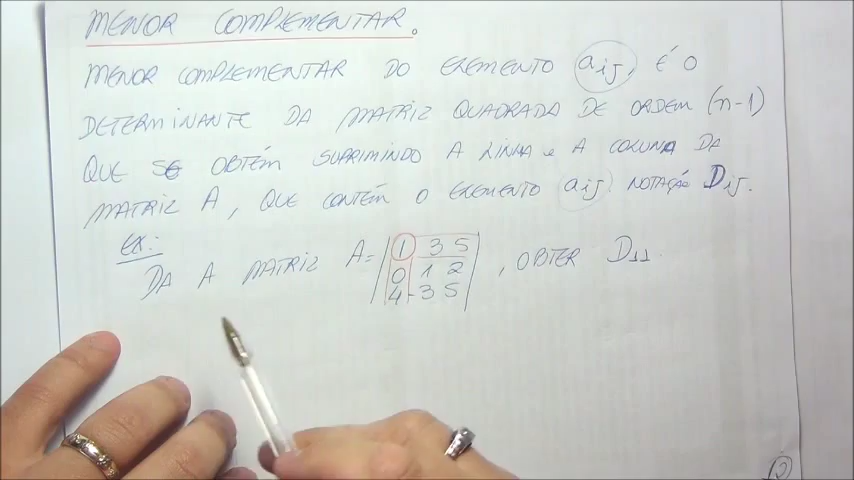 MENOR COMPLEMENTAR.
MENOR COMPLEMENTAR DO ELEMENTO aij, É O
DETERMINANTE DA MATRIZ QUADRADA DE ORDEM (n-1)
QUE SE OBTÉM SUPRIMINDO A LINHA e A COLUNA DA
MATRIZ A, QUE CONTÉM O ELEMENTO aij. NOTAÇÃO Dij.
ex:
DA A MATRIZ A= |1 3 5
0 1 2
4 -3 5| , OBTER D11.